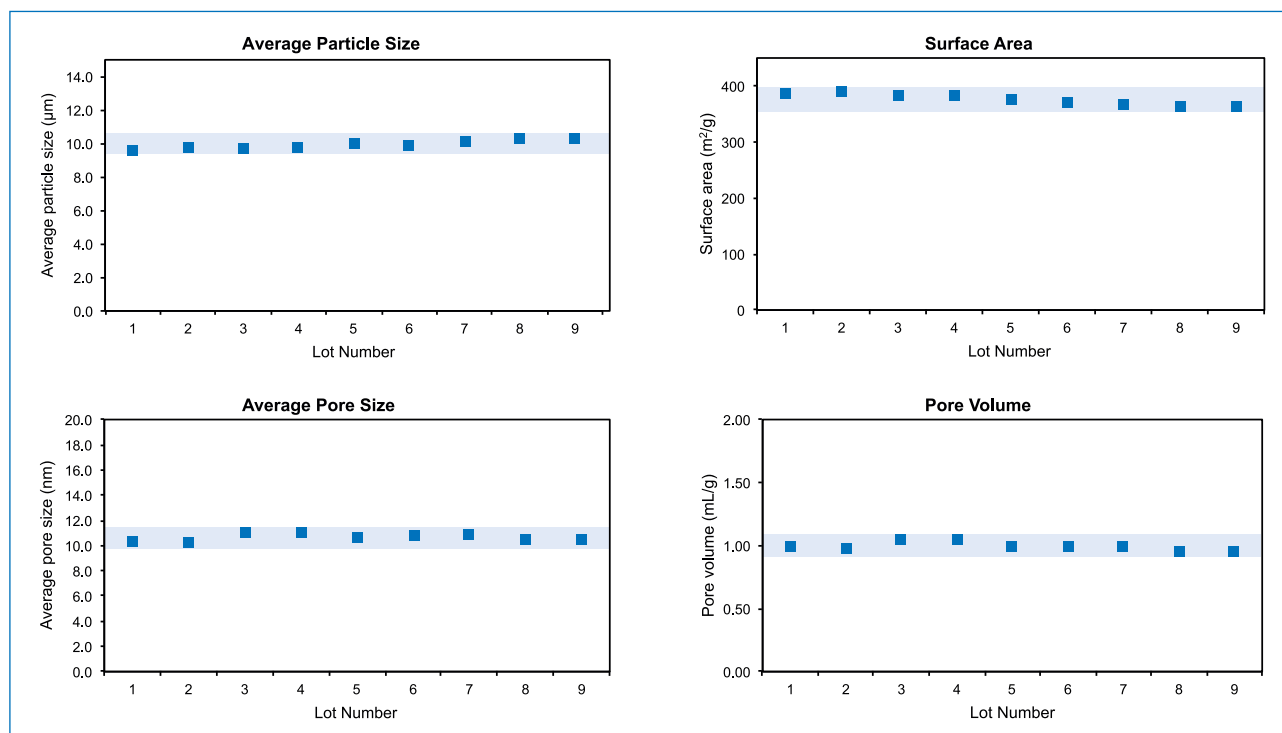 Average Particle Size
Average particle size (μm)
14.0
12.0
10.0
8.0
6.0
4.0
2.0
0.0
1 2 3 4 5 6 7 8 9
Lot Number
Surface Area
Surface area (m²/g)
400
300
200
100
0
1 2 3 4 5 6 7 8 9
Lot Number
Average Pore Size
Average pore size (nm)
20.0
18.0
16.0
14.0
12.0
10.0
8.0
6.0
4.0
2.0
0.0
1 2 3 4 5 6 7 8 9
Lot Number
Pore Volume
Pore volume (mL/g)
2.00
1.50
1.00
0.50
0.00
1 2 3 4 5 6 7 8 9
Lot Number